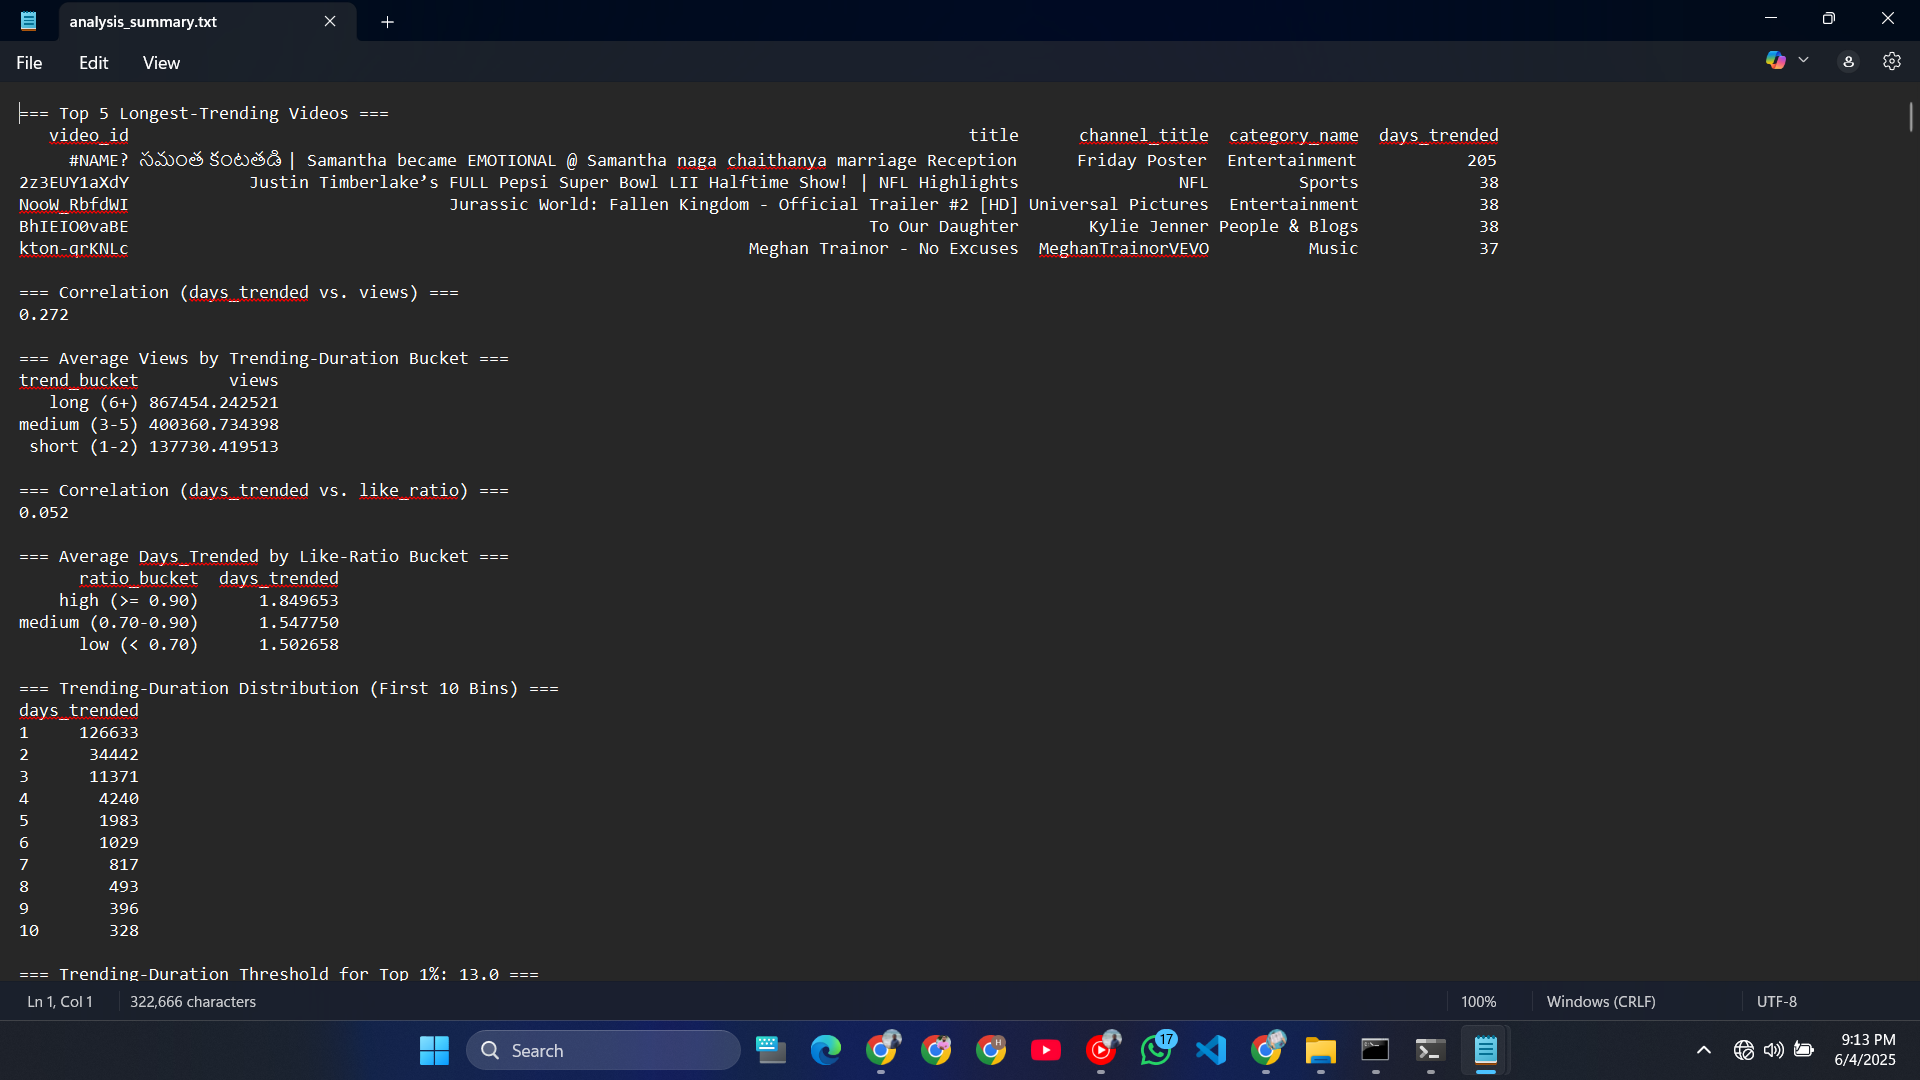 analysis_summary.txt
File Edit View
=== Top 5 Longest-Trending Videos ===
video_id title channel_title category_name days_trended
#NAME? సమంత కంటతడి | Samantha became EMOTIONAL @ Samantha naga chaithanya marriage Reception Friday Poster Entertainment 205
2z3EUY1aXdY Justin Timberlake’s FULL Pepsi Super Bowl LII Halftime Show! | NFL Highlights NFL Sports 38
NooW_RbfdWI Jurassic World: Fallen Kingdom - Official Trailer #2 [HD] Universal Pictures Entertainment 38
BhIEIO0vaBE To Our Daughter Kylie Jenner People & Blogs 38
kton-qrKNLc Meghan Trainor - No Excuses MeghanTrainorVEVO Music 37
=== Correlation (days_trended vs. views) ===
0.272
=== Average Views by Trending-Duration Bucket ===
trend_bucket views
long (6+) 867454.242521
medium (3-5) 400360.734398
short (1-2) 137730.419513
=== Correlation (days_trended vs. like_ratio) ===
0.052
=== Average Days_Trended by Like-Ratio Bucket ===
ratio_bucket days_trended
high (>= 0.90) 1.849653
medium (0.70-0.90) 1.547750
low (< 0.70) 1.502658
=== Trending-Duration Distribution (First 10 Bins) ===
days_trended
1 126633
2 34442
3 11371
4 4240
5 1983
6 1029
7 817
8 493
9 396
10 328
=== Trending-Duration Threshold for Top 1%: 13.0 ===
Ln 1, Col 1 322,666 characters 100% Windows (CRLF) UTF-8
Search 17 9:13 PM
6/4/2025